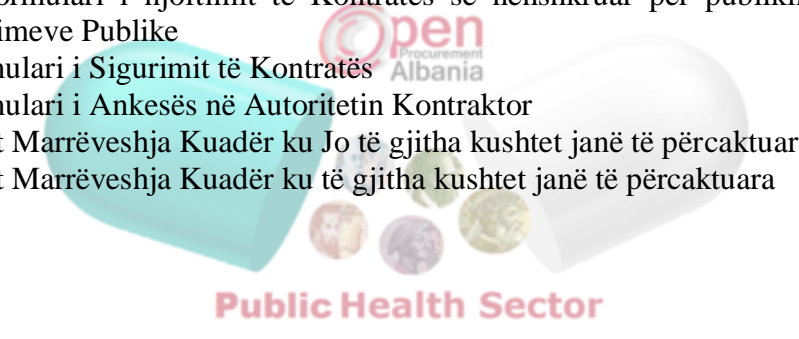 ormulari i njoftimit të Kontratës së nënshkruar për publikin
imeve Publike
ulari i Sigurimit të Kontratës
ulari i Ankesës në Autoritetin Kontraktor
t Marrëveshja Kuadër ku Jo të gjitha kushtet janë të përcaktuar
t Marrëveshja Kuadër ku të gjitha kushtet janë të përcaktuara
Open
Procurement
Albania
Public Health Sector